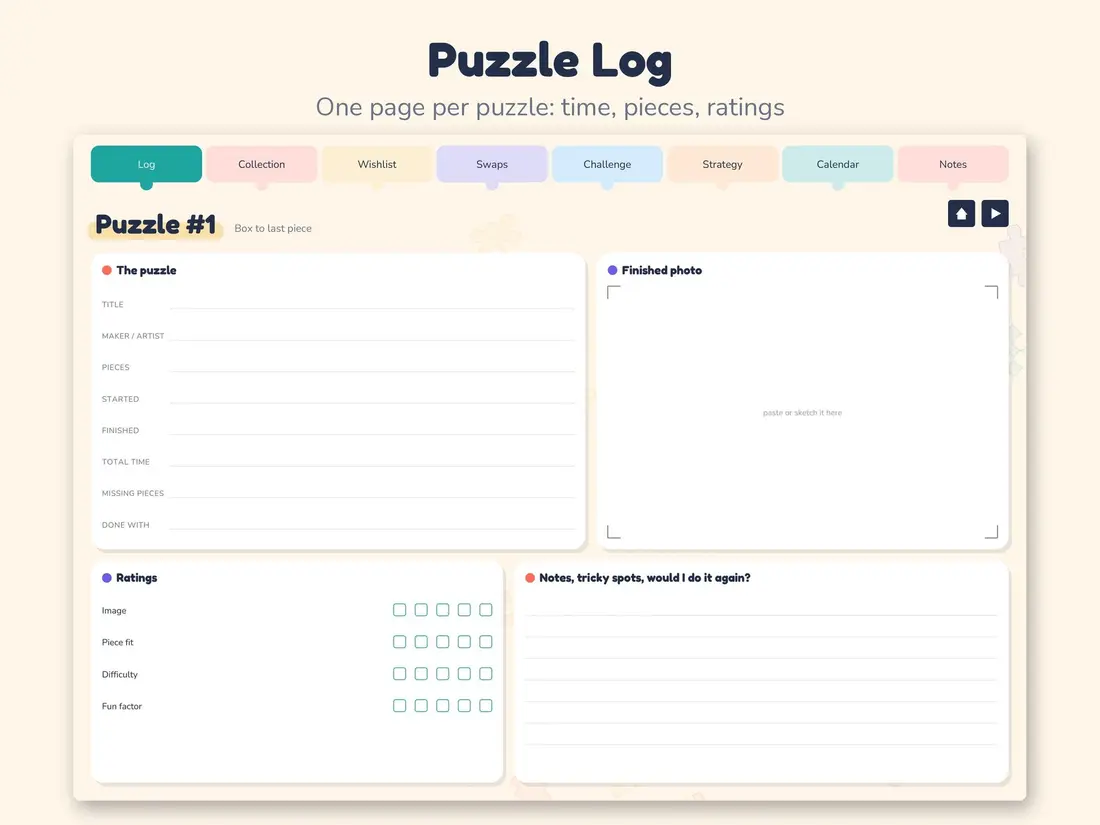 Puzzle Log
One page per puzzle: time, pieces, ratings
Log Collection Wishlist Swaps Challenge Strategy Calendar Notes
Puzzle #1 Box to last piece
The puzzle
TITLE
MAKER / ARTIST
PIECES
STARTED
FINISHED
TOTAL TIME
MISSING PIECES
DONE WITH
Finished photo
paste or sketch it here
Ratings
Image
Piece fit
Difficulty
Fun factor
Notes, tricky spots, would I do it again?